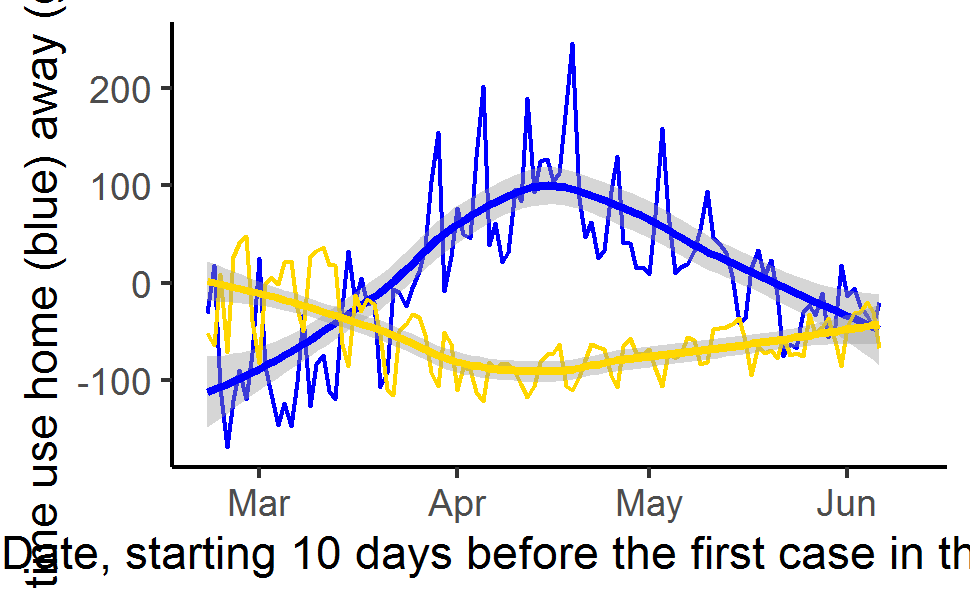 time use home (blue) away (
200
100
0
-100
Mar Apr May Jun
Date, starting 10 days before the first case in th